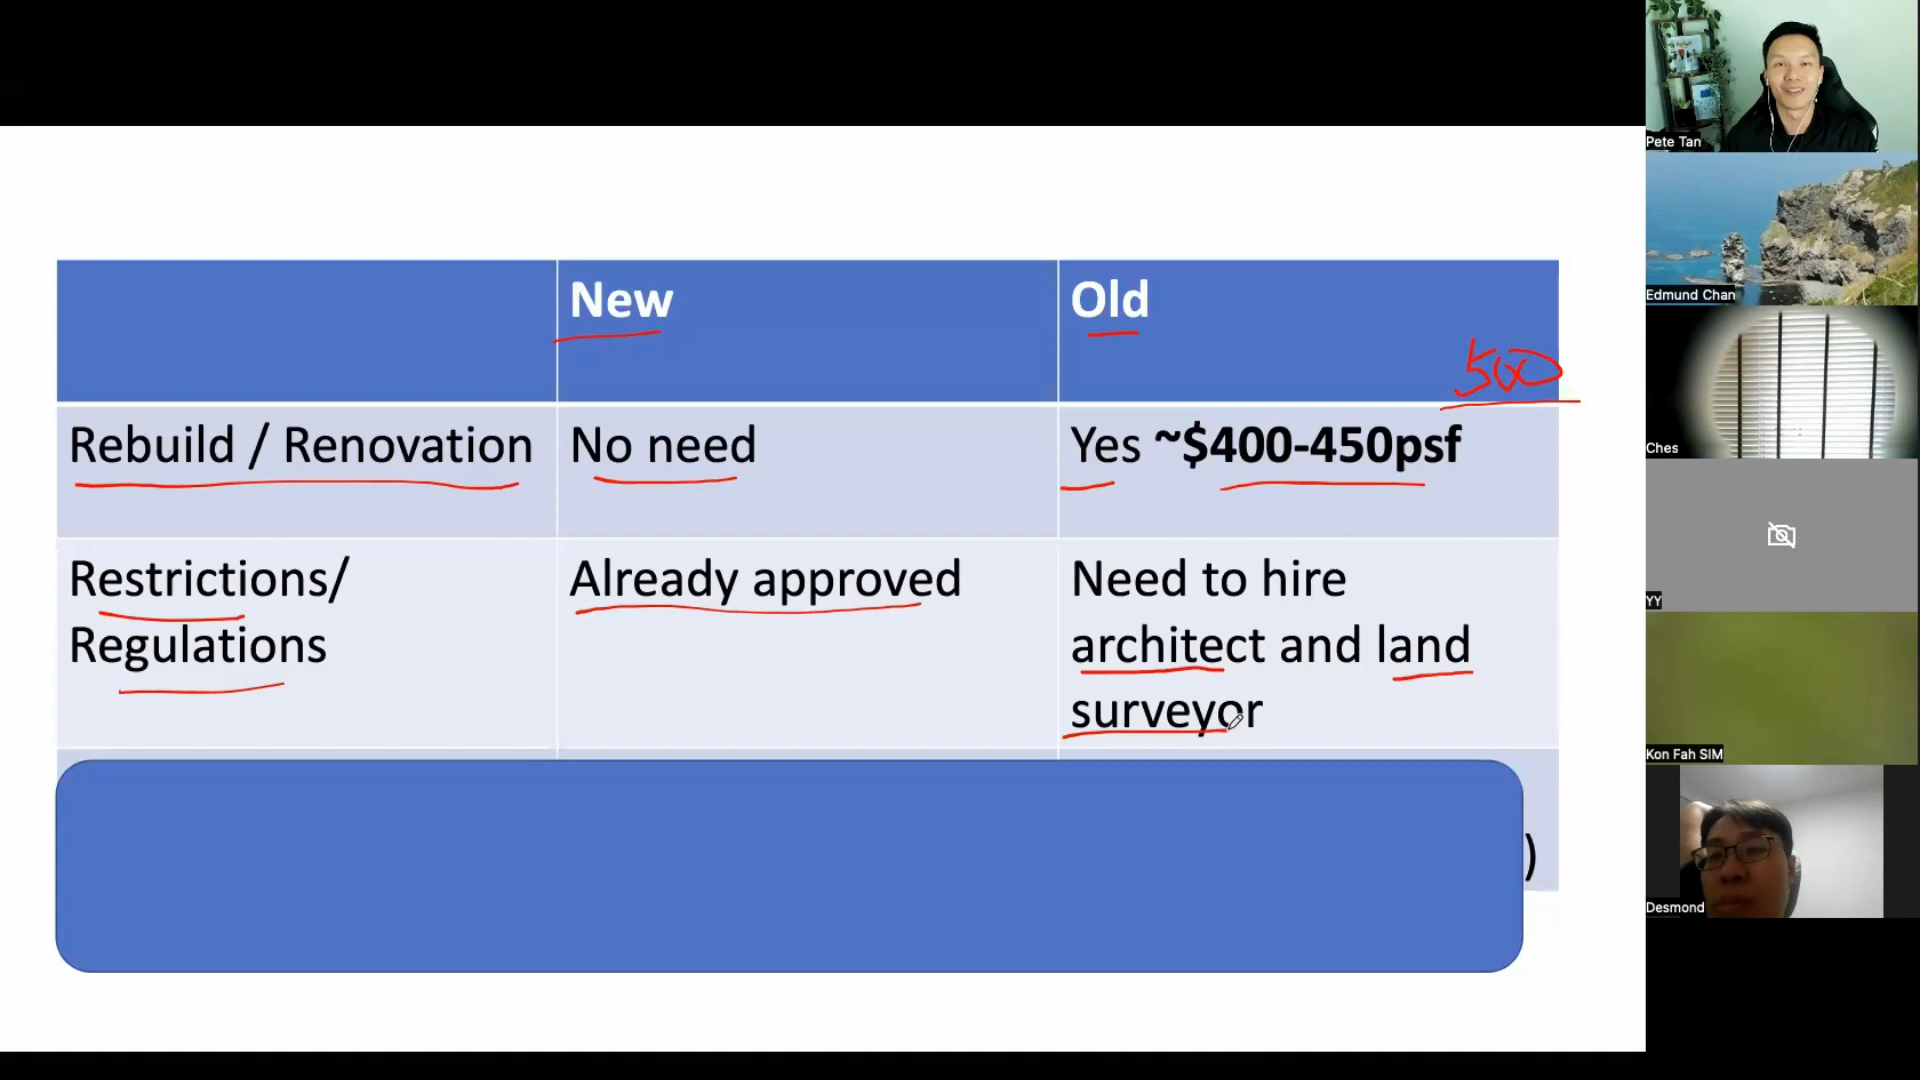 New
Old
500
Rebuild / Renovation
No need
Yes ~$400-450psf
Restrictions/
Regulations
Already approved
Need to hire
architect and land
surveyor
)
Pete Tan
Edmund Chan
Ches
YY
Kon Fah SIM
Desmond